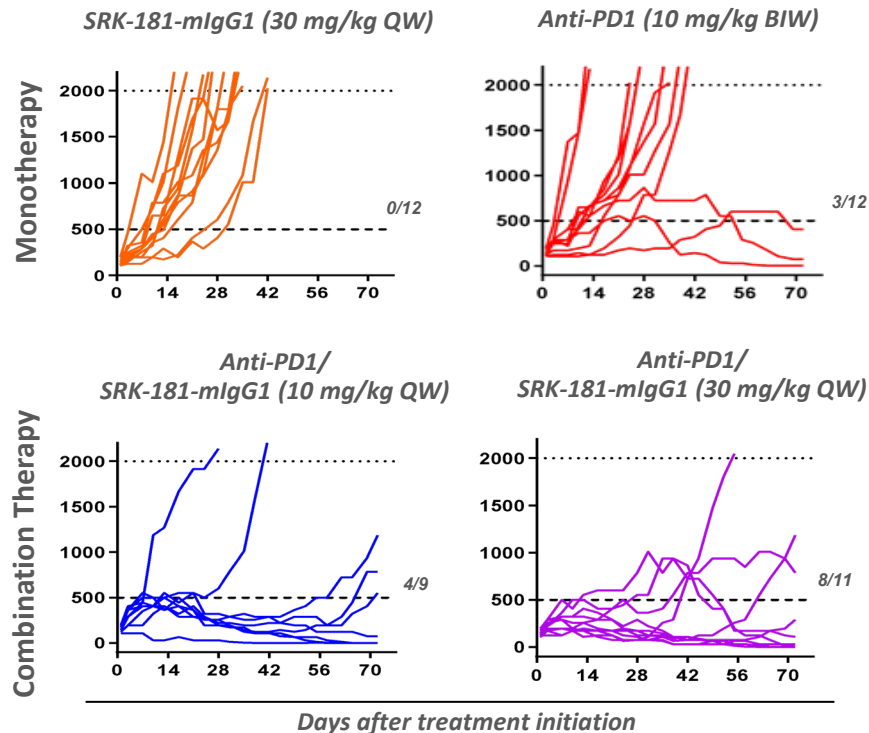 SRK-181-mIgG1 (30 mg/kg QW)
Anti-PD1 (10 mg/kg BIW)
Monotherapy
2000
1500
1000
500
0
0 14 28 42 56 70
0/12
2000
1500
1000
500
0
0 14 28 42 56 70
3/12
Combination Therapy
Anti-PD1/
SRK-181-mIgG1 (10 mg/kg QW)
2000
1500
1000
500
0
0 14 28 42 56 70
4/9
Anti-PD1/
SRK-181-mIgG1 (30 mg/kg QW)
2000
1500
1000
500
0
0 14 28 42 56 70
8/11
Days after treatment initiation